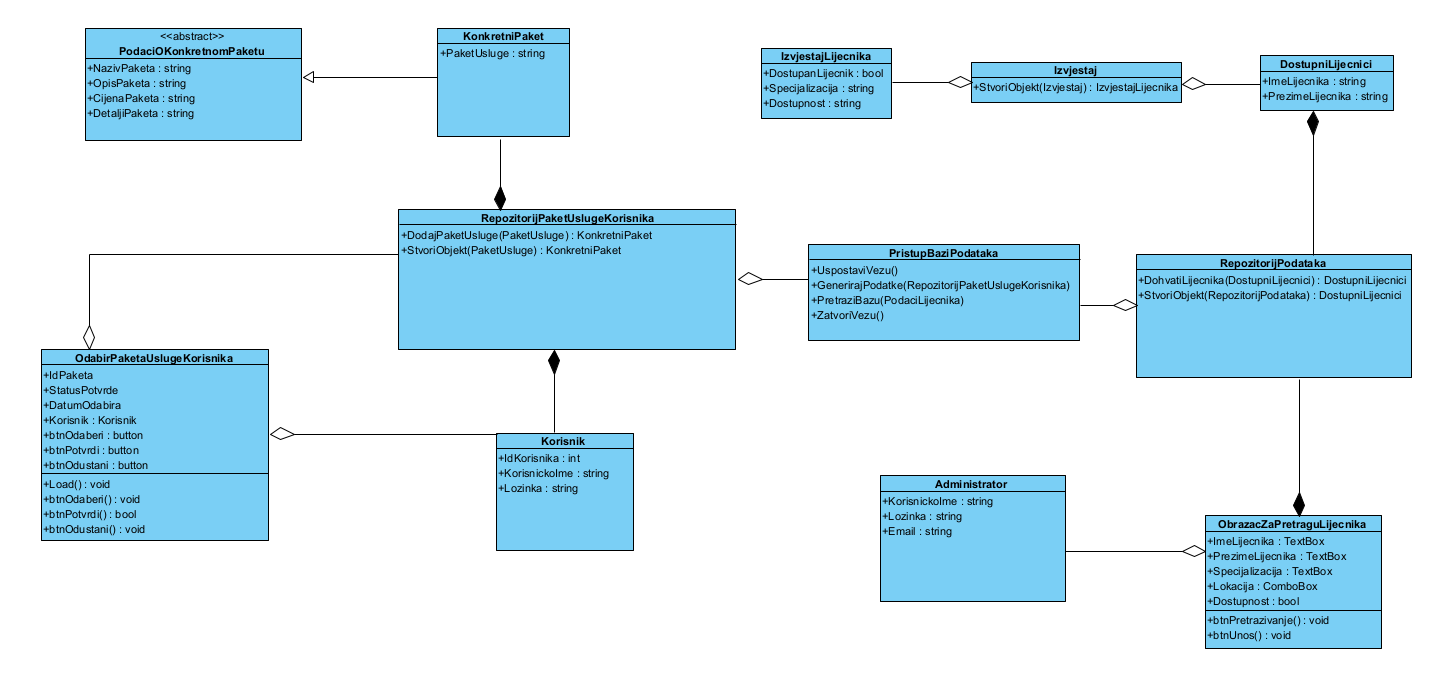 <<abstract>>
PodaciOKonkretnomPaketu
+NazivPaketa : string
+OpisPaketa : string
+CijenaPaketa : string
+DetaljiPaketa : string
KonkretniPaket
+PaketUsluge : string
IzvjestajLijecnika
+DostupanLijecnik : bool
+Specijalizacija : string
+Dostupnost : string
Izvjestaj
+StvoriObjekt(Izvjestaj) : IzvjestajLijecnika
DostupniLijecnici
+ImeLijecnika : string
+PrezimeLijecnika : string
RepozitorijPaketUslugeKorisnika
+DodajPaketUsluge(PaketUsluge) : KonkretniPaket
+StvoriObjekt(PaketUsluge) : KonkretniPaket
PristupBaziPodataka
+UspostaviVezu()
+GenerirajPodatke(RepozitorijPaketUslugeKorisnika)
+PretraziBazu(PodaciLijecnika)
+ZatvoriVezu()
RepozitorijPodataka
+DohvatiLijecnika(DostupniLijecnici) : DostupniLijecnici
+StvoriObjekt(RepozitorijPodataka) : DostupniLijecnici
OdabirPaketaUslugeKorisnika
+IdPaketa
+StatusPotvrde
+DatumOdabira
+Korisnik : Korisnik
+btnOdaberi : button
+btnPotvrdi : button
+btnOdustani : button
+Load() : void
+btnOdaberi() : void
+btnPotvrdi() : bool
+btnOdustani() : void
Korisnik
+IdKorisnika : int
+KorisnickoIme : string
+Lozinka : string
Administrator
+KorisnickoIme : string
+Lozinka : string
+Email : string
ObrazacZaPretraguLijecnika
+ImeLijecnika : TextBox
+PrezimeLijecnika : TextBox
+Specijalizacija : TextBox
+Lokacija : ComboBox
+Dostupnost : bool
+btnPretrazivanje() : void
+btnUnos() : void